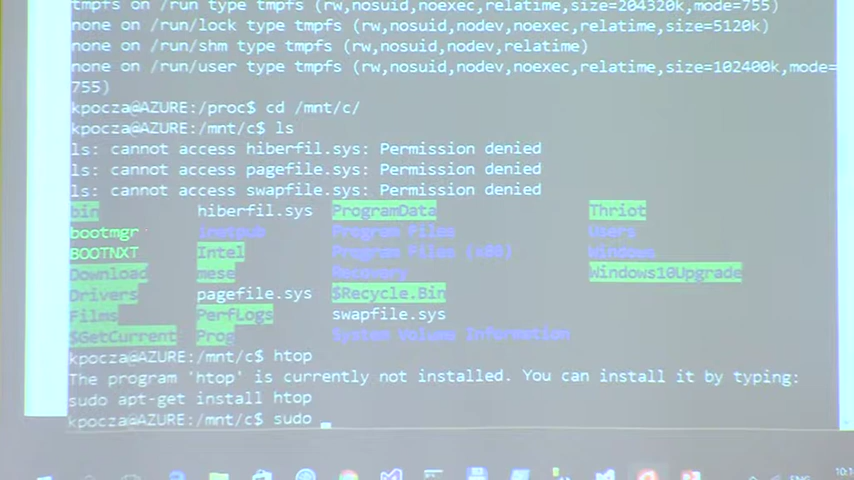 tmpfs on /run type tmpfs (rw,nosuid,noexec,relatime,size=204320k,mode=755)
none on /run/lock type tmpfs (rw,nosuid,nodev,noexec,relatime,size=5120k)
none on /run/shm type tmpfs (rw,nosuid,nodev,relatime)
none on /run/user type tmpfs (rw,nosuid,nodev,noexec,relatime,size=102400k,mode=
755)
kpocza@AZURE:/proc$ cd /mnt/c/
kpocza@AZURE:/mnt/c$ ls
ls: cannot access hiberfil.sys: Permission denied
ls: cannot access pagefile.sys: Permission denied
ls: cannot access swapfile.sys: Permission denied
bin hiberfil.sys ProgramData Thriot
bootmgr inetpub Program Files Users
BOOTNXT Intel Program Files (x86) Windows
Download mese Recovery Windows10Upgrade
Drivers pagefile.sys $Recycle.Bin
Films PerfLogs swapfile.sys
$GetCurrent Prog System Volume Information
kpocza@AZURE:/mnt/c$ htop
The program 'htop' is currently not installed. You can install it by typing:
sudo apt-get install htop
kpocza@AZURE:/mnt/c$ sudo
ENG